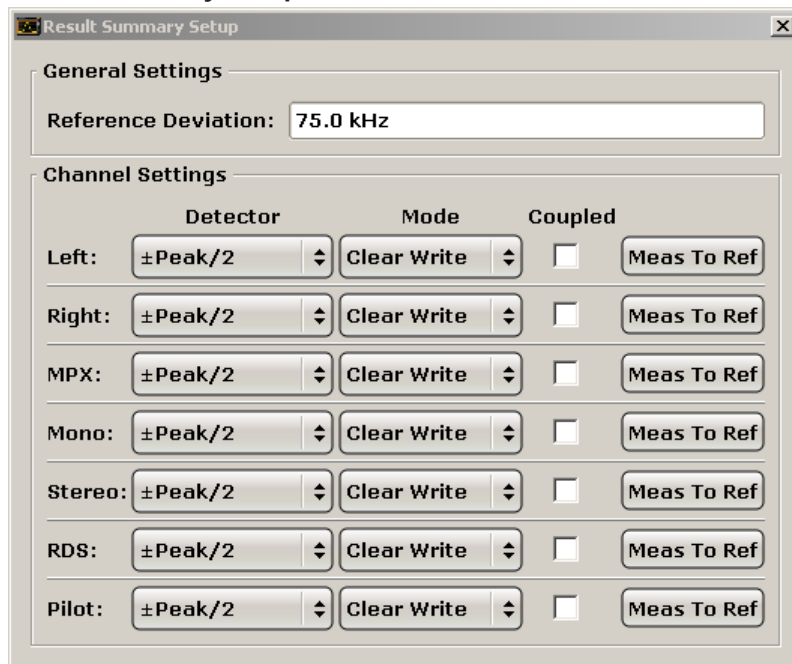 Result Summary Setup
General Settings
Reference Deviation: 75.0 kHz
Channel Settings
Detector Mode Coupled
Left: ±Peak/2 Clear Write Meas To Ref
Right: ±Peak/2 Clear Write Meas To Ref
MPX: ±Peak/2 Clear Write Meas To Ref
Mono: ±Peak/2 Clear Write Meas To Ref
Stereo: ±Peak/2 Clear Write Meas To Ref
RDS: ±Peak/2 Clear Write Meas To Ref
Pilot: ±Peak/2 Clear Write Meas To Ref